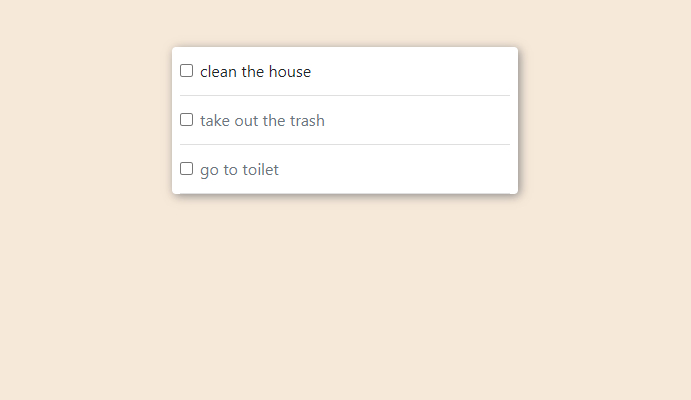 clean the house
take out the trash
go to toilet